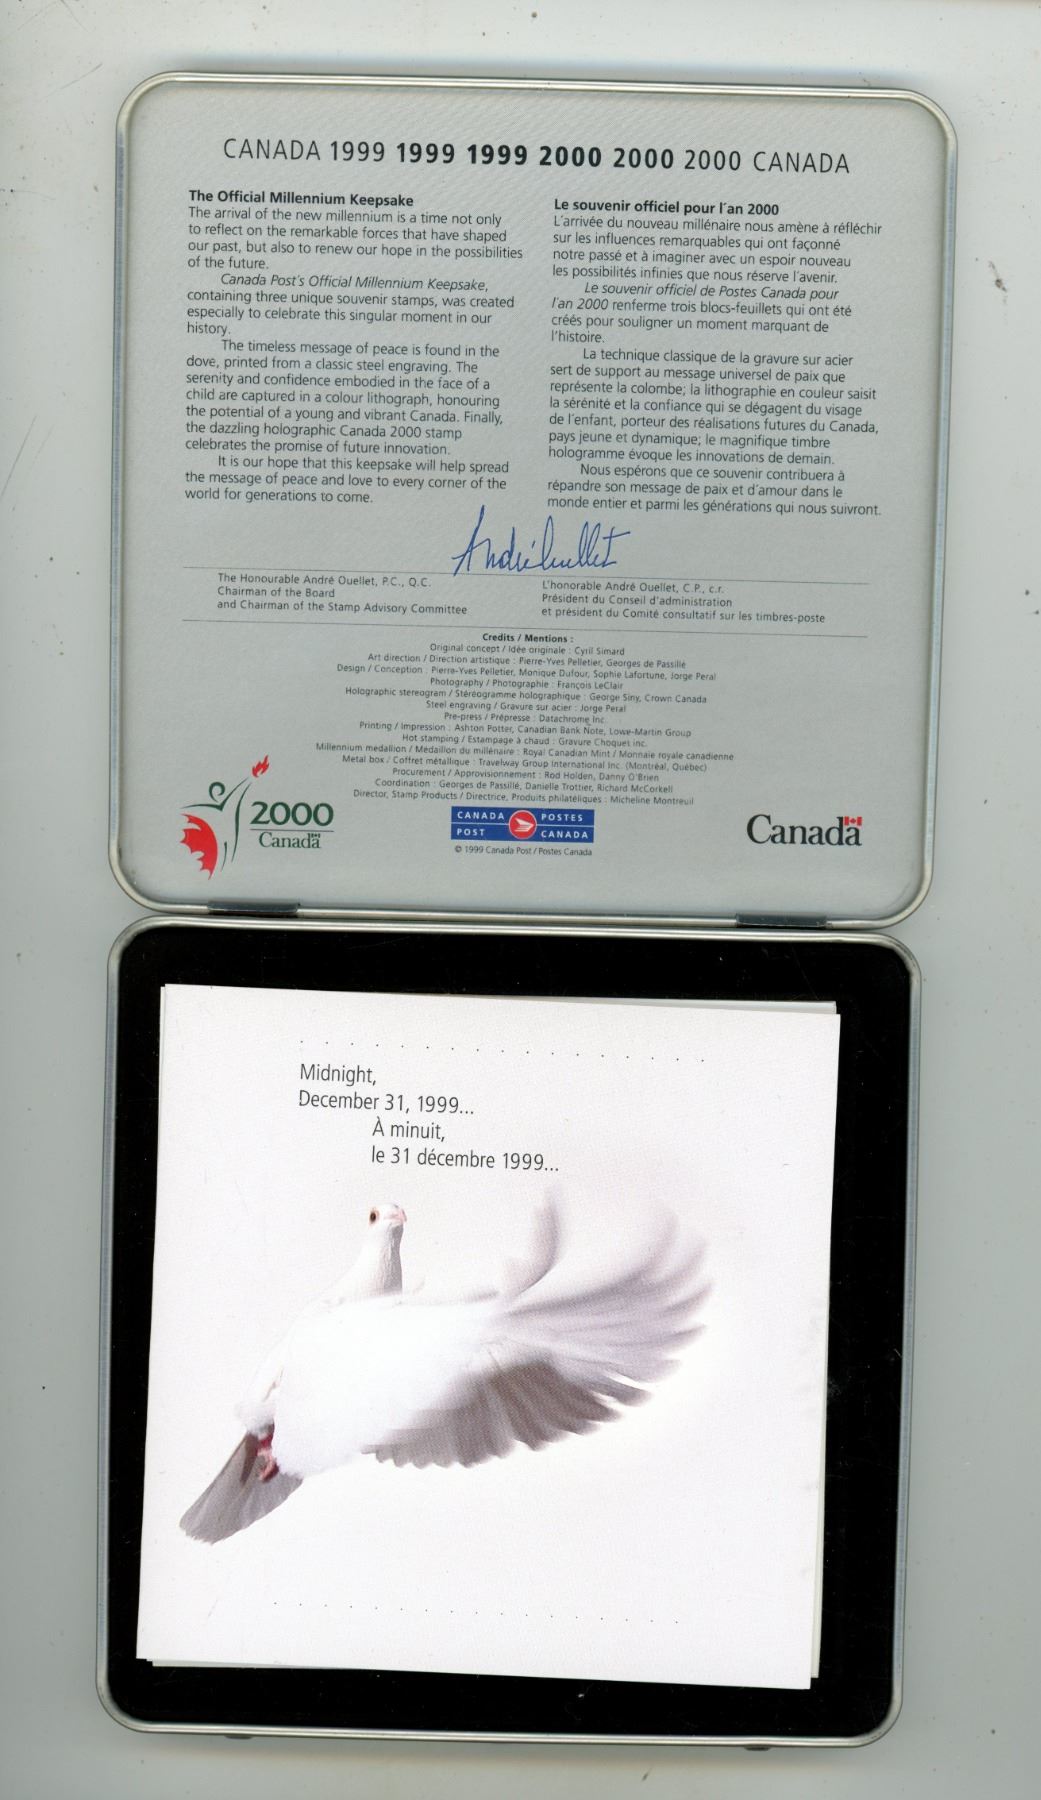 CANADA 1999 1999 1999 2000 2000 2000 CANADA
The Official Millennium Keepsake
The arrival of the new millennium is a time not only
to reflect on the remarkable forces that have shaped
our past, but also to renew our hope in the possibilities
of the future.
Canada Post's Official Millennium Keepsake,
containing three unique souvenir stamps, was created
especially to celebrate this singular moment in our
history.
The timeless message of peace is found in the
dove, printed from a classic steel engraving. The
serenity and confidence embodied in the face of a
child are captured in a colour lithograph, honouring
the potential of a young and vibrant Canada. Finally,
the dazzling holographic Canada 2000 stamp
celebrates the promise of future innovation.
It is our hope that this keepsake will help spread
the message of peace and love to every corner of the
world for generations to come.
Le souvenir officiel pour l'an 2000
L'arrivée du nouveau millénaire nous amène à réfléchir
sur les influences remarquables qui ont façonné
notre passé et à imaginer avec un espoir nouveau
les possibilités infinies que nous réserve l'avenir.
Le souvenir officiel de Postes Canada pour
l'an 2000 renferme trois blocs-feuillets qui ont été
créés pour souligner un moment marquant de
l'histoire.
La technique classique de la gravure sur acier
sert de support au message universel de paix que
représente la colombe; la lithographie en couleur saisit
la sérénité et la confiance qui se dégagent du visage
de l'enfant, porteur des réalisations futures du Canada,
pays jeune et dynamique; le magnifique timbre
hologramme évoque les innovations de demain.
Nous espérons que ce souvenir contribuera à
répandre son message de paix et d'amour dans le
monde entier et parmi les générations qui nous suivront.
André Ouellet
The Honourable André Ouellet, P.C., Q.C.
Chairman of the Board
and Chairman of the Stamp Advisory Committee
L'honorable André Ouellet, C.P., c.r.
Président du Conseil d'administration
et président du Comité consultatif sur les timbres-poste
Credits / Mentions :
Original concept / Idée originale : Cyril Simard
Art direction / Direction artistique : Pierre-Yves Pelletier, Georges de Passillé
Design / Conception : Pierre-Yves Pelletier, Monique Dufour, Sophie Lafortune, Jorge Peral
Photography / Photographie : François LeClair
Holographic stereogram / Stéréogramme holographique : George Siny, Crown Canada
Steel engraving / Gravure sur acier : Jorge Peral
Pre-press / Prépresse : Datachrome Inc.
Printing / Impression : Ashton Potter, Canadian Bank Note, Lowe-Martin Group
Hot stamping / Estampage à chaud : Gravure Choquet inc.
Millennium medallion / Médaillon du millénaire : Royal Canadian Mint / Monnaie royale canadienne
Metal box / Coffret métallique : Travelway Group International Inc. (Montréal, Québec)
Procurement / Approvisionnement : Rod Holden, Danny O'Brien
Coordination : Georges de Passillé, Danielle Trottier, Richard McCorkell
Director, Stamp Products / Directrice, Produits philatéliques : Micheline Montreuil
2000
Canada
CANADA POSTES
POST CANADA
© 1999 Canada Post / Postes Canada
Canada
Midnight,
December 31, 1999...
À minuit,
le 31 décembre 1999...